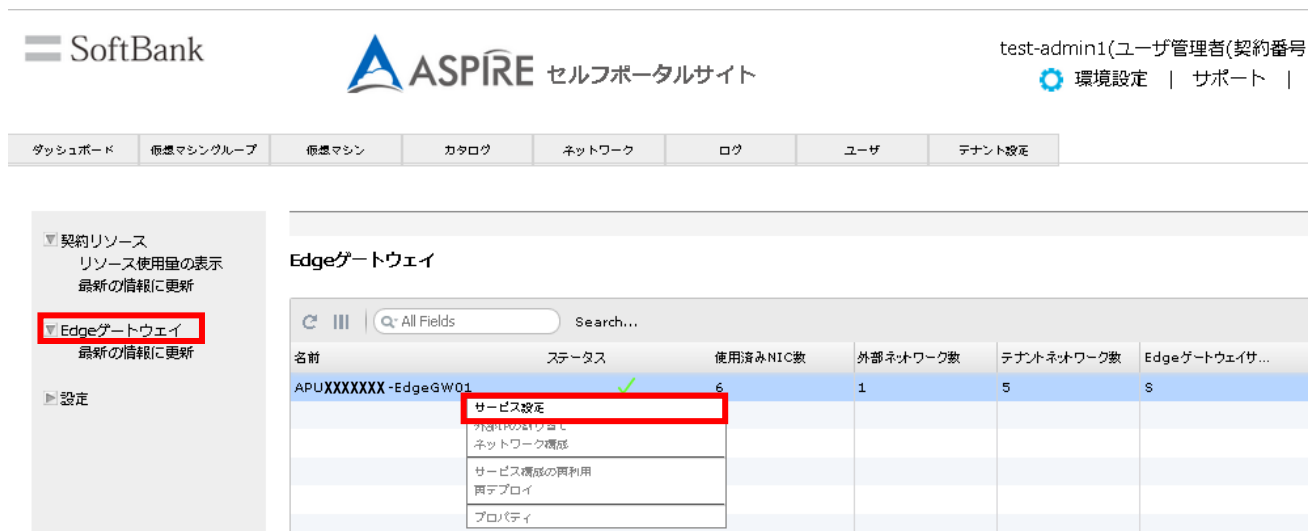 SoftBank
ASPIRE セルフポータルサイト
test-admin1(ユーザ管理者(契約番号
環境設定 | サポート |
ダッシュボード 仮想マシングループ 仮想マシン カタログ ネットワーク ログ ユーザ テナント設定
契約リソース
リソース使用量の表示
最新の情報に更新
Edgeゲートウェイ
最新の情報に更新
設定
Edgeゲートウェイ
All Fields Search...
名前 ステータス 使用済みNIC数 外部ネットワーク数 テナントネットワーク数 Edgeゲートウェイサ...
APUXXXXXXX-EdgeGW01 6 1 5 S
サービス設定
外部IPの割り当て
ネットワーク構成
サービス構成の再利用
再デプロイ
プロパティ